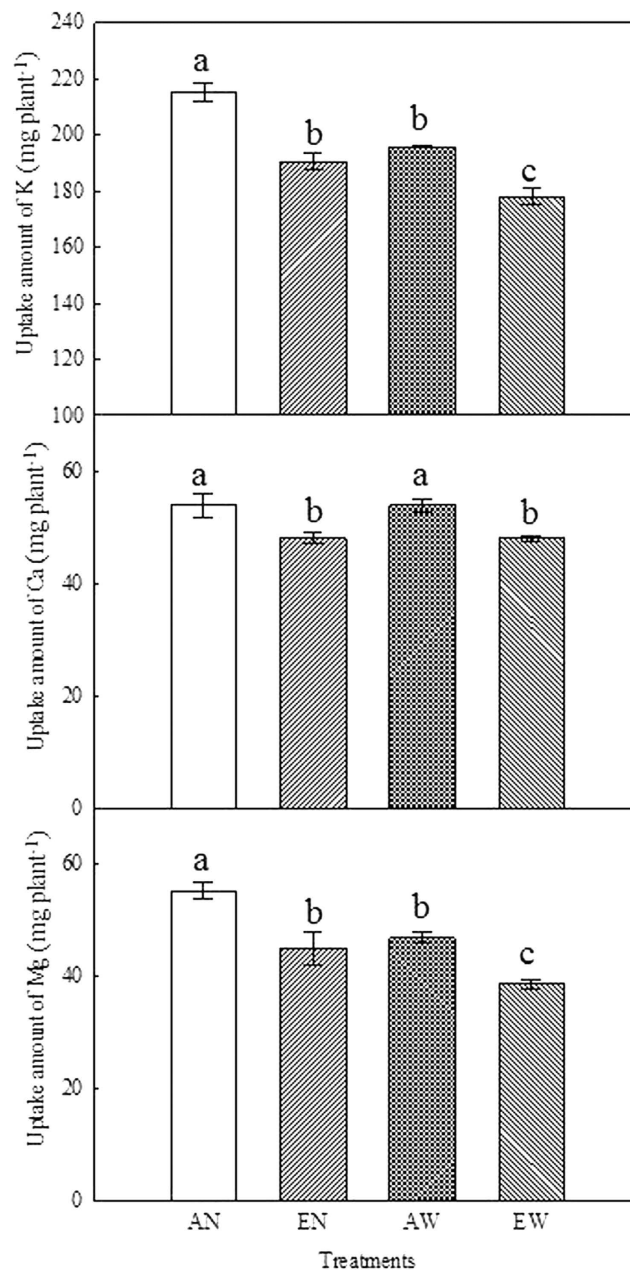 240
220
200
180
160
140
120
100
Uptake amount of K (mg plant⁻¹)
a
b
b
c
60
40
20
0
Uptake amount of Ca (mg plant⁻¹)
a
b
a
b
60
40
20
0
Uptake amount of Mg (mg plant⁻¹)
a
b
b
c
AN EN AW EW
Treatments